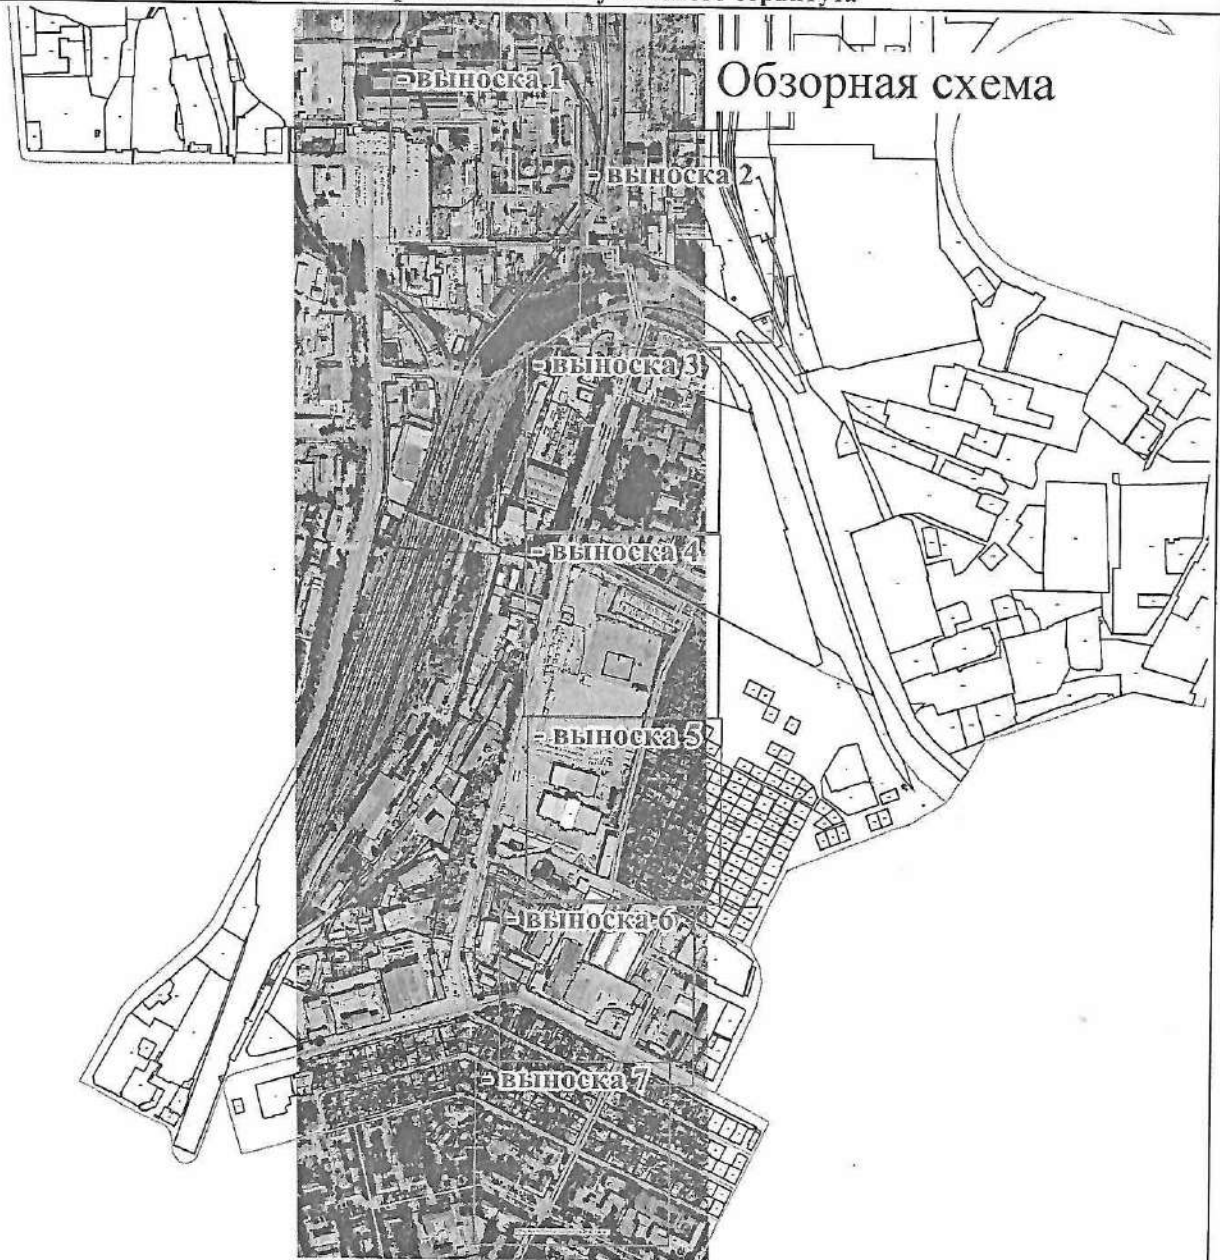 Обзорная схема
- выноска 1
- выноска 2
- выноска 3
- выноска 4
- выноска 5
- выноска 6
- выноска 7